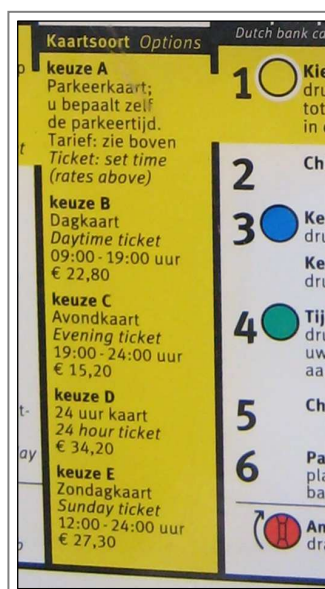 Dutch bank
Kaartsoort Options
keuze A
Parkeerkaart;
u bepaalt zelf
de parkeertijd.
Tarief: zie boven
Ticket: set time
(rates above)
keuze B
Dagkaart
Daytime ticket
09:00 - 19:00 uur
€ 22,80
keuze C
Avondkaart
Evening ticket
19:00 - 24:00 uur
€ 15,20
keuze D
24 uur kaart
24 hour ticket
€ 34,20
keuze E
Zondagkaart
Sunday ticket
12:00 - 24:00 uur
€ 27,30
1
2
3
4
5
6